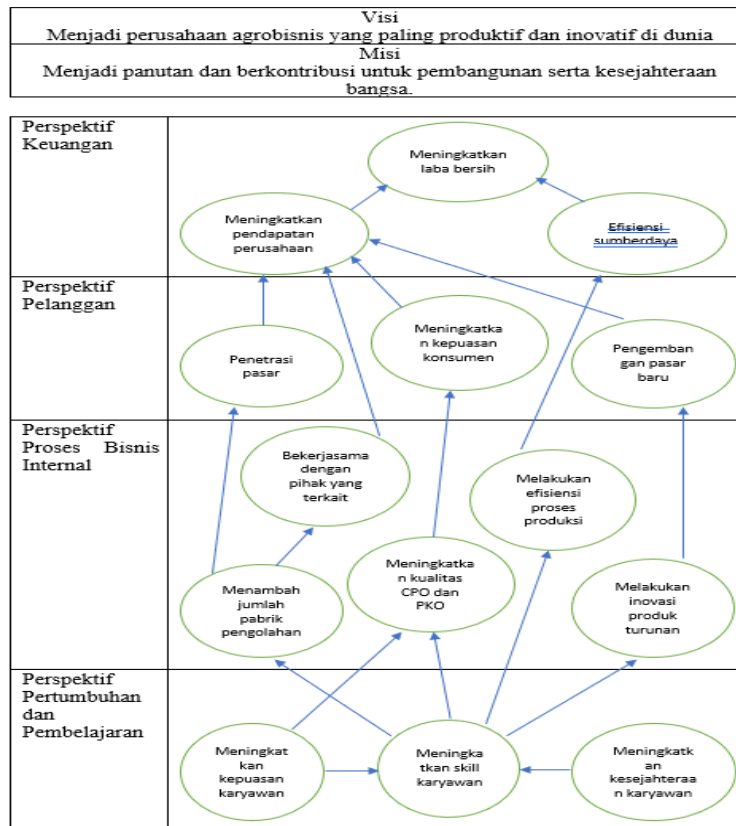 Visi
Menjadi perusahaan agrobisnis yang paling produktif dan inovatif di dunia
Misi
Menjadi panutan dan berkontribusi untuk pembangunan serta kesejahteraan
bangsa.
Perspektif
Keuangan
Meningkatkan
laba bersih
Meningkatkan
pendapatan
perusahaan
Efisiensi
sumberdaya
Perspektif
Pelanggan
Penetrasi
pasar
Meningkatka
n kepuasan
konsumen
Pengemban
gan pasar
baru
Perspektif
Proses Bisnis
Internal
Bekerjasama
dengan
pihak yang
terkait
Melakukan
efisiensi
proses
produksi
Menambah
jumlah
pabrik
pengolahan
Meningkatka
n kualitas
CPO dan
PKO
Melakukan
inovasi
produk
turunan
Perspektif
Pertumbuhan
dan
Pembelajaran
Meningkat
kan
kepuasan
karyawan
Meningka
tkan skill
karyawan
Meningkatk
an
kesejahteraa
n karyawan